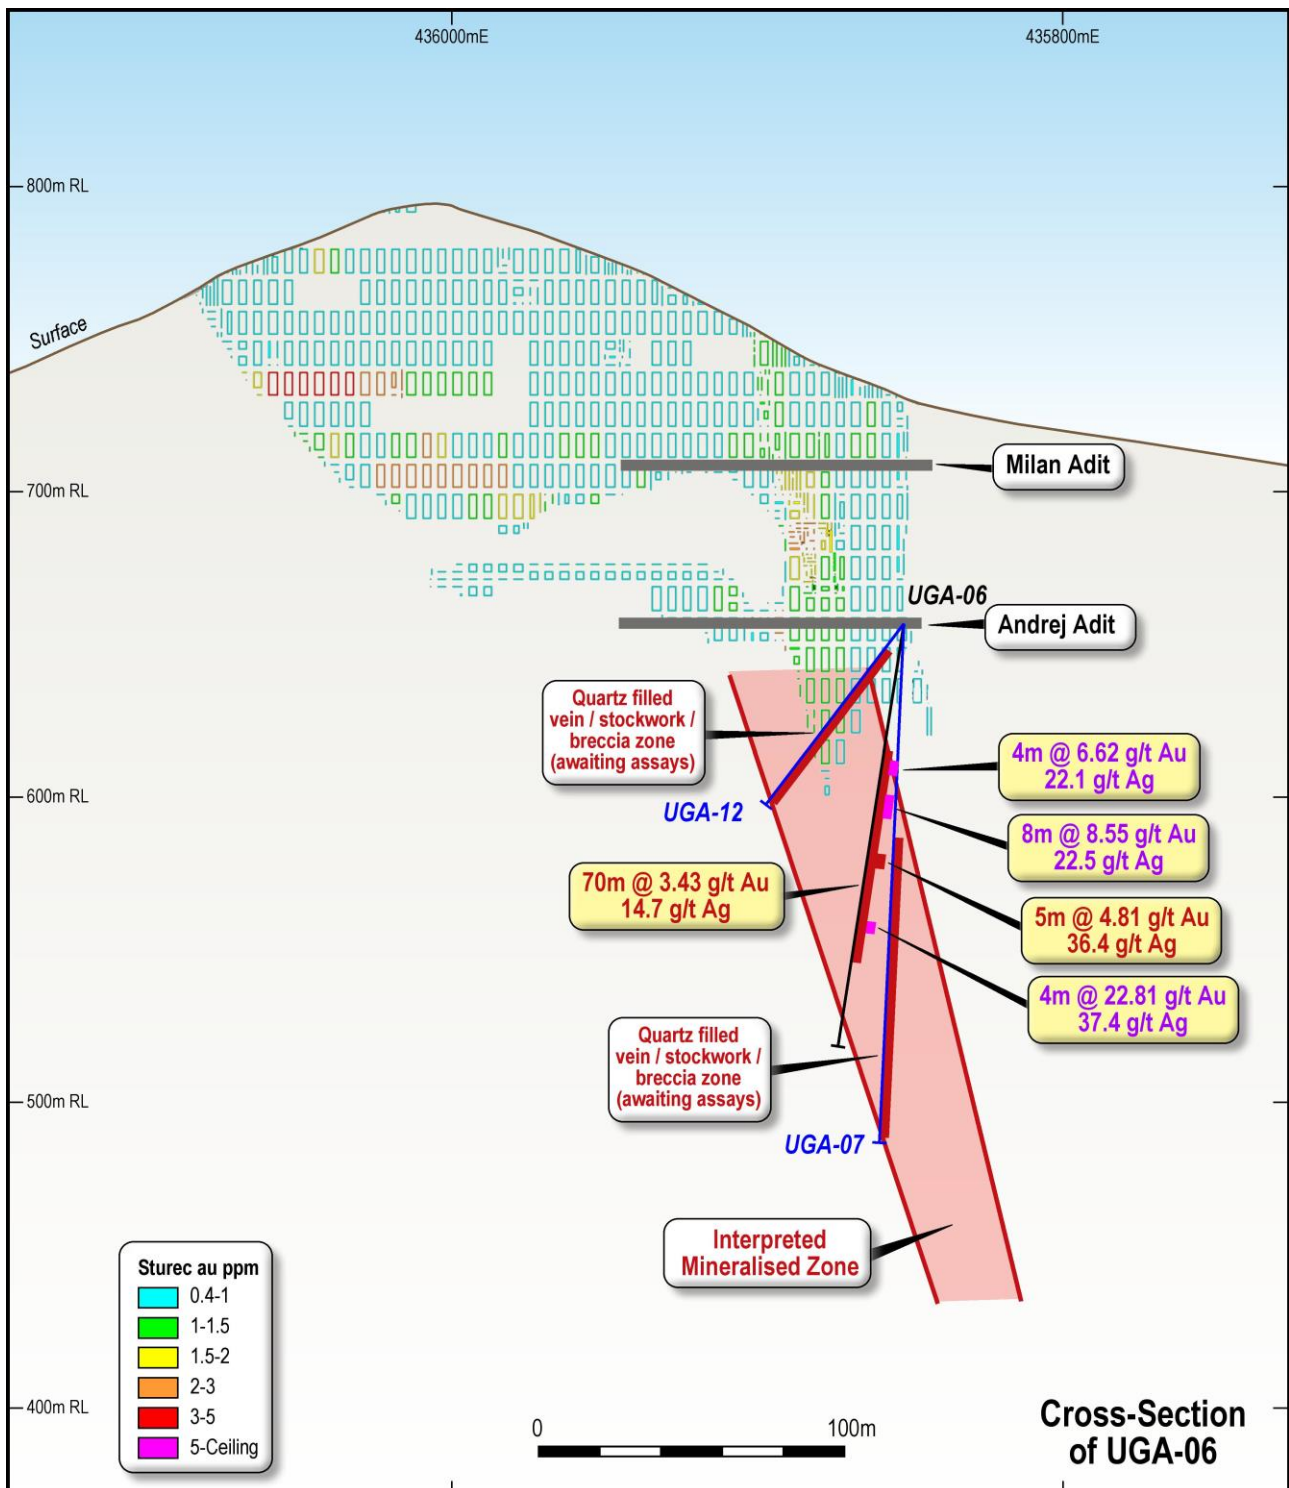 436000mE
435800mE
800m RL
Surface
Milan Adit
700m RL
UGA-06
Andrej Adit
Quartz filled
vein / stockwork /
breccia zone
(awaiting assays)
4m @ 6.62 g/t Au
22.1 g/t Ag
600m RL
UGA-12
8m @ 8.55 g/t Au
22.5 g/t Ag
70m @ 3.43 g/t Au
14.7 g/t Ag
5m @ 4.81 g/t Au
36.4 g/t Ag
4m @ 22.81 g/t Au
37.4 g/t Ag
Quartz filled
vein / stockwork /
breccia zone
(awaiting assays)
500m RL
UGA-07
Interpreted
Mineralised Zone
Sturec au ppm
0.4-1
1-1.5
1.5-2
2-3
3-5
5-Ceiling
400m RL
0
100m
Cross-Section
of UGA-06